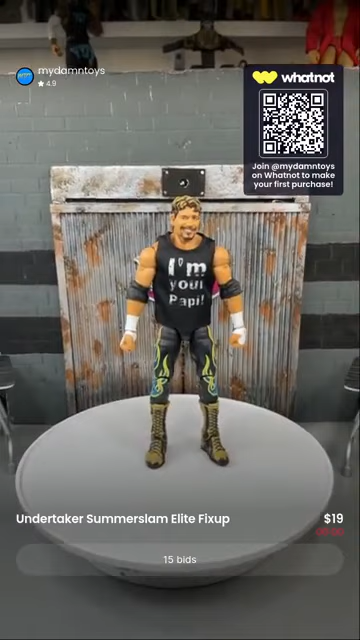 mydamntoys
★ 4.9
whatnot
Join @mydamntoys
on Whatnot to make
your first purchase!
I'm
your
Papi!
Undertaker Summerslam Elite Fixup
$19
15 bids